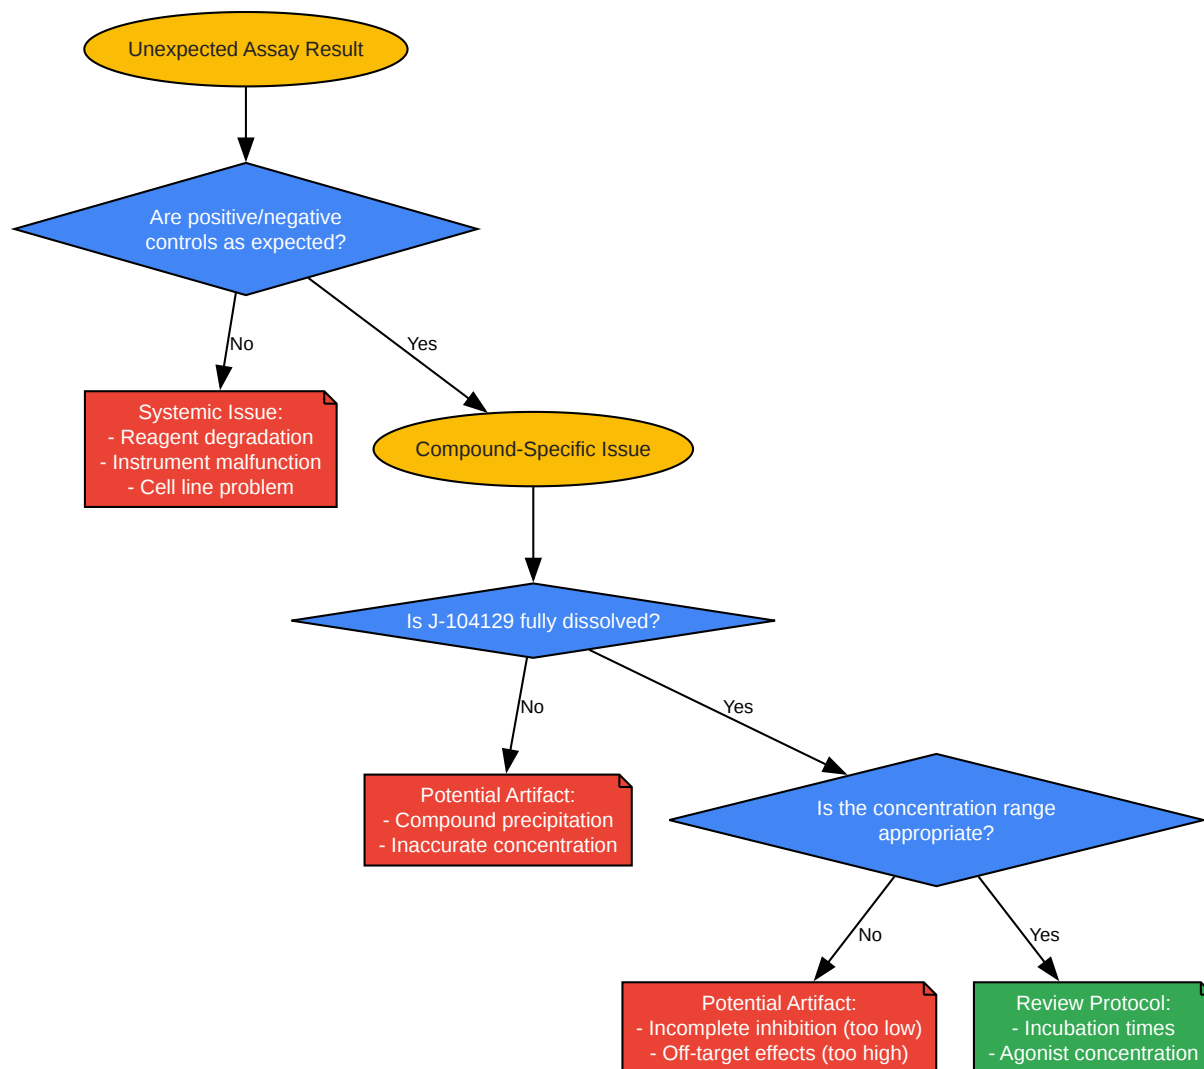 Unexpected Assay Result
Are positive/negative
controls as expected?
No
Yes
Systemic Issue:
- Reagent degradation
- Instrument malfunction
- Cell line problem
Compound-Specific Issue
Is J-104129 fully dissolved?
No
Yes
Potential Artifact:
- Compound precipitation
- Inaccurate concentration
Is the concentration range
appropriate?
No
Yes
Potential Artifact:
- Incomplete inhibition (too low)
- Off-target effects (too high)
Review Protocol:
- Incubation times
- Agonist concentration